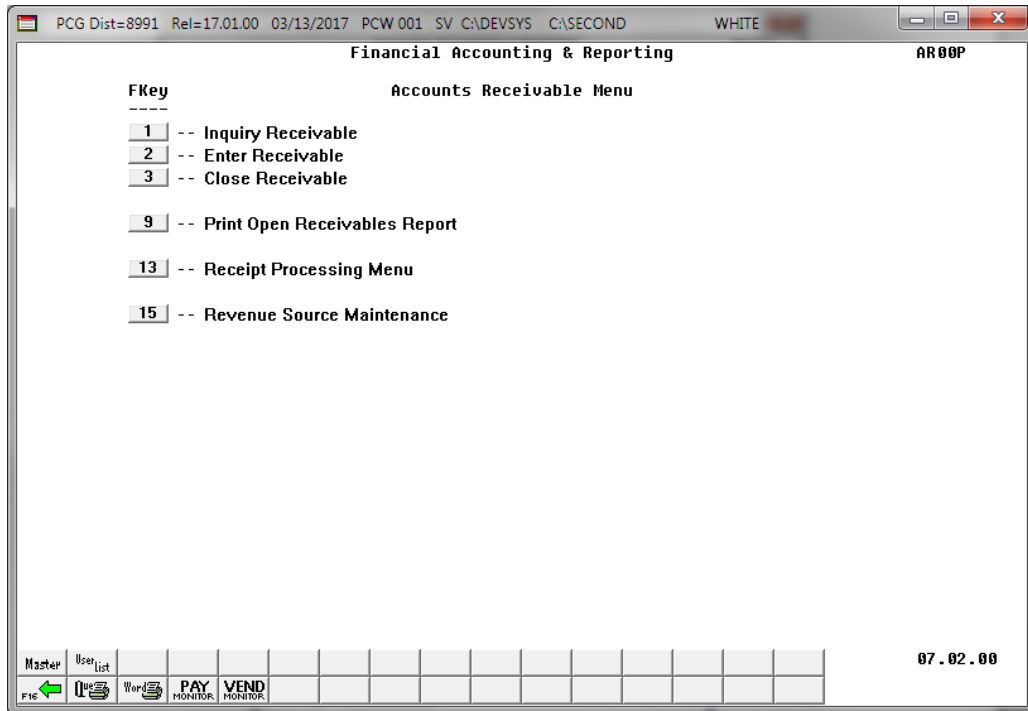 PCG Dist=8991 Rel=17.01.00 03/13/2017 PCW 001 SV C:\DEVSYS C:\SECOND WHITE
Financial Accounting & Reporting AR00P
FKey Accounts Receivable Menu
----
1 -- Inquiry Receivable
2 -- Enter Receivable
3 -- Close Receivable
9 -- Print Open Receivables Report
13 -- Receipt Processing Menu
15 -- Revenue Source Maintenance
Master User List 07.02.00
F16 Que Word PAY MONITOR VEND MONITOR